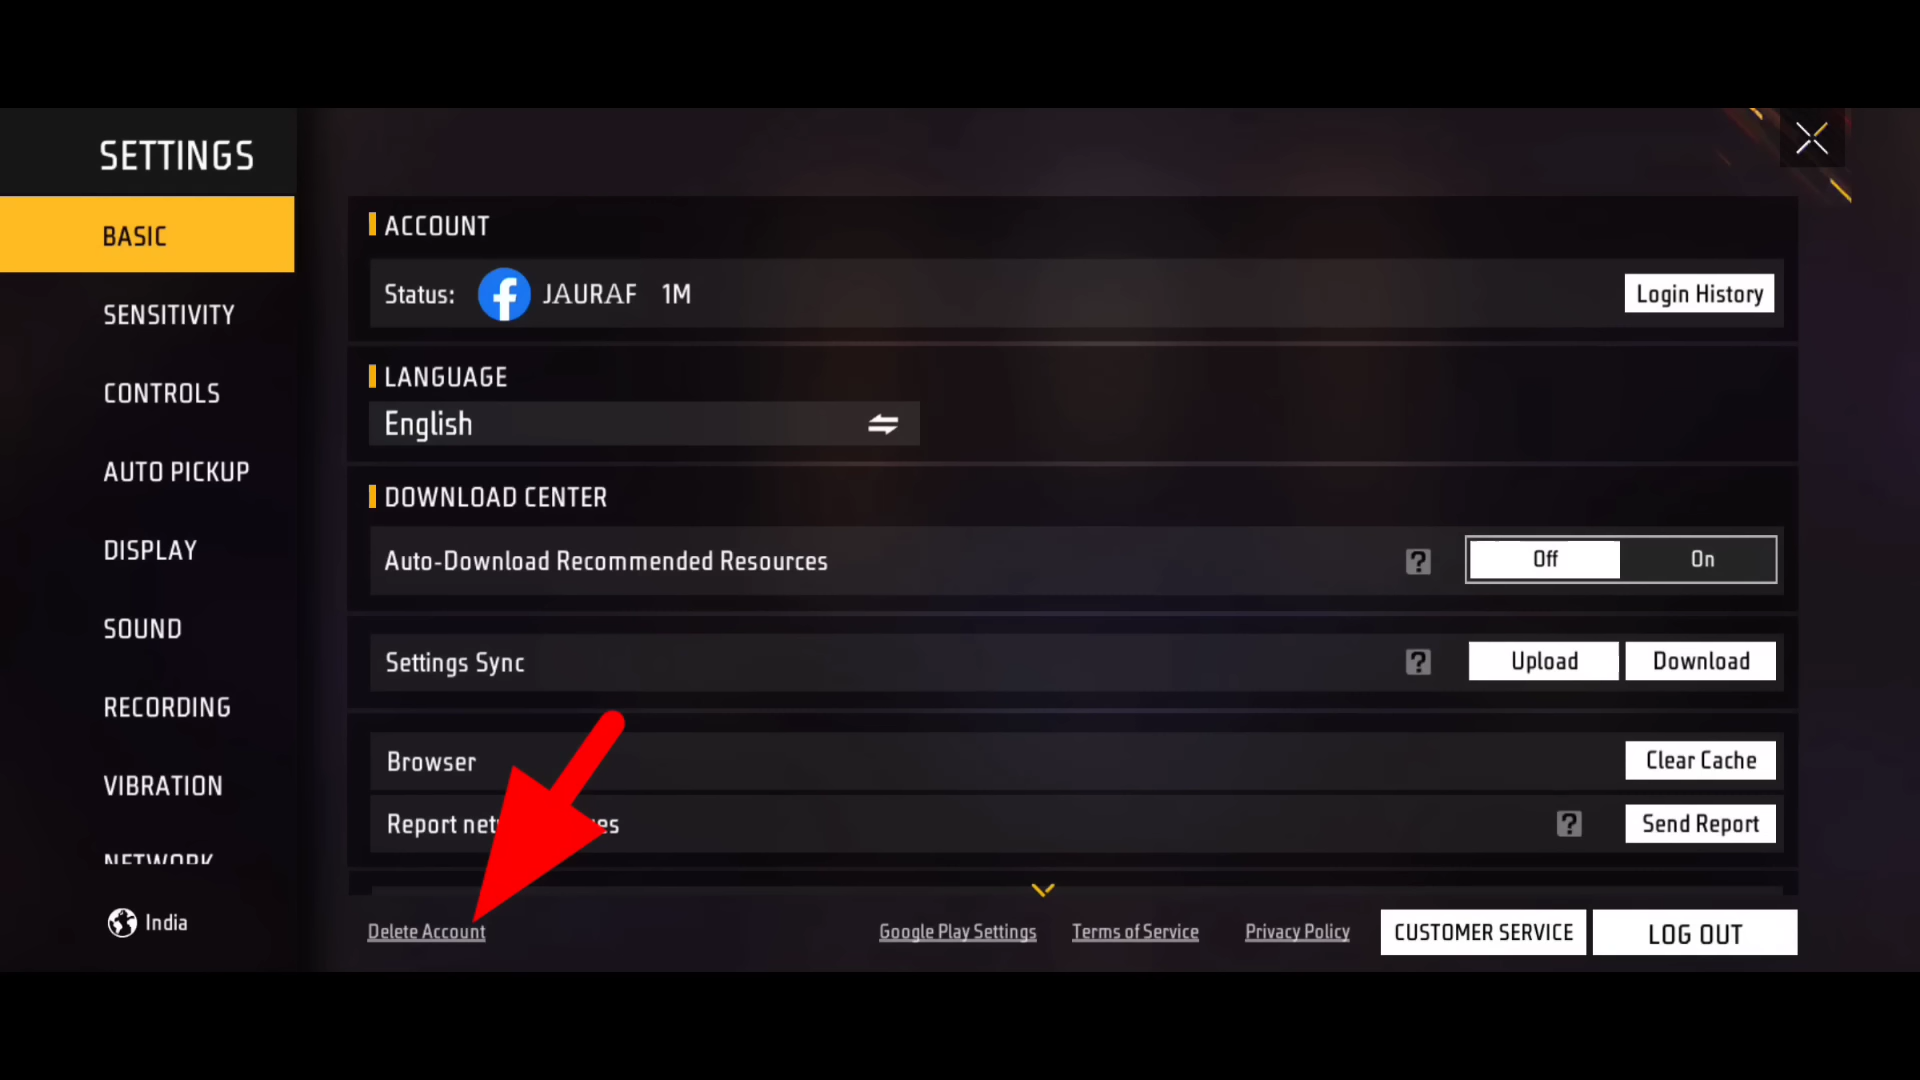 SETTINGS
BASIC
SENSITIVITY
CONTROLS
AUTO PICKUP
DISPLAY
SOUND
RECORDING
VIBRATION
NETWORK
India
ACCOUNT
Status: JAURAF 1M
Login History
LANGUAGE
English
DOWNLOAD CENTER
Auto-Download Recommended Resources ? Off On
Settings Sync ? Upload Download
Browser Clear Cache
Report ? Send Report
Delete Account
Google Play Settings
Terms of Service
Privacy Policy
CUSTOMER SERVICE
LOG OUT